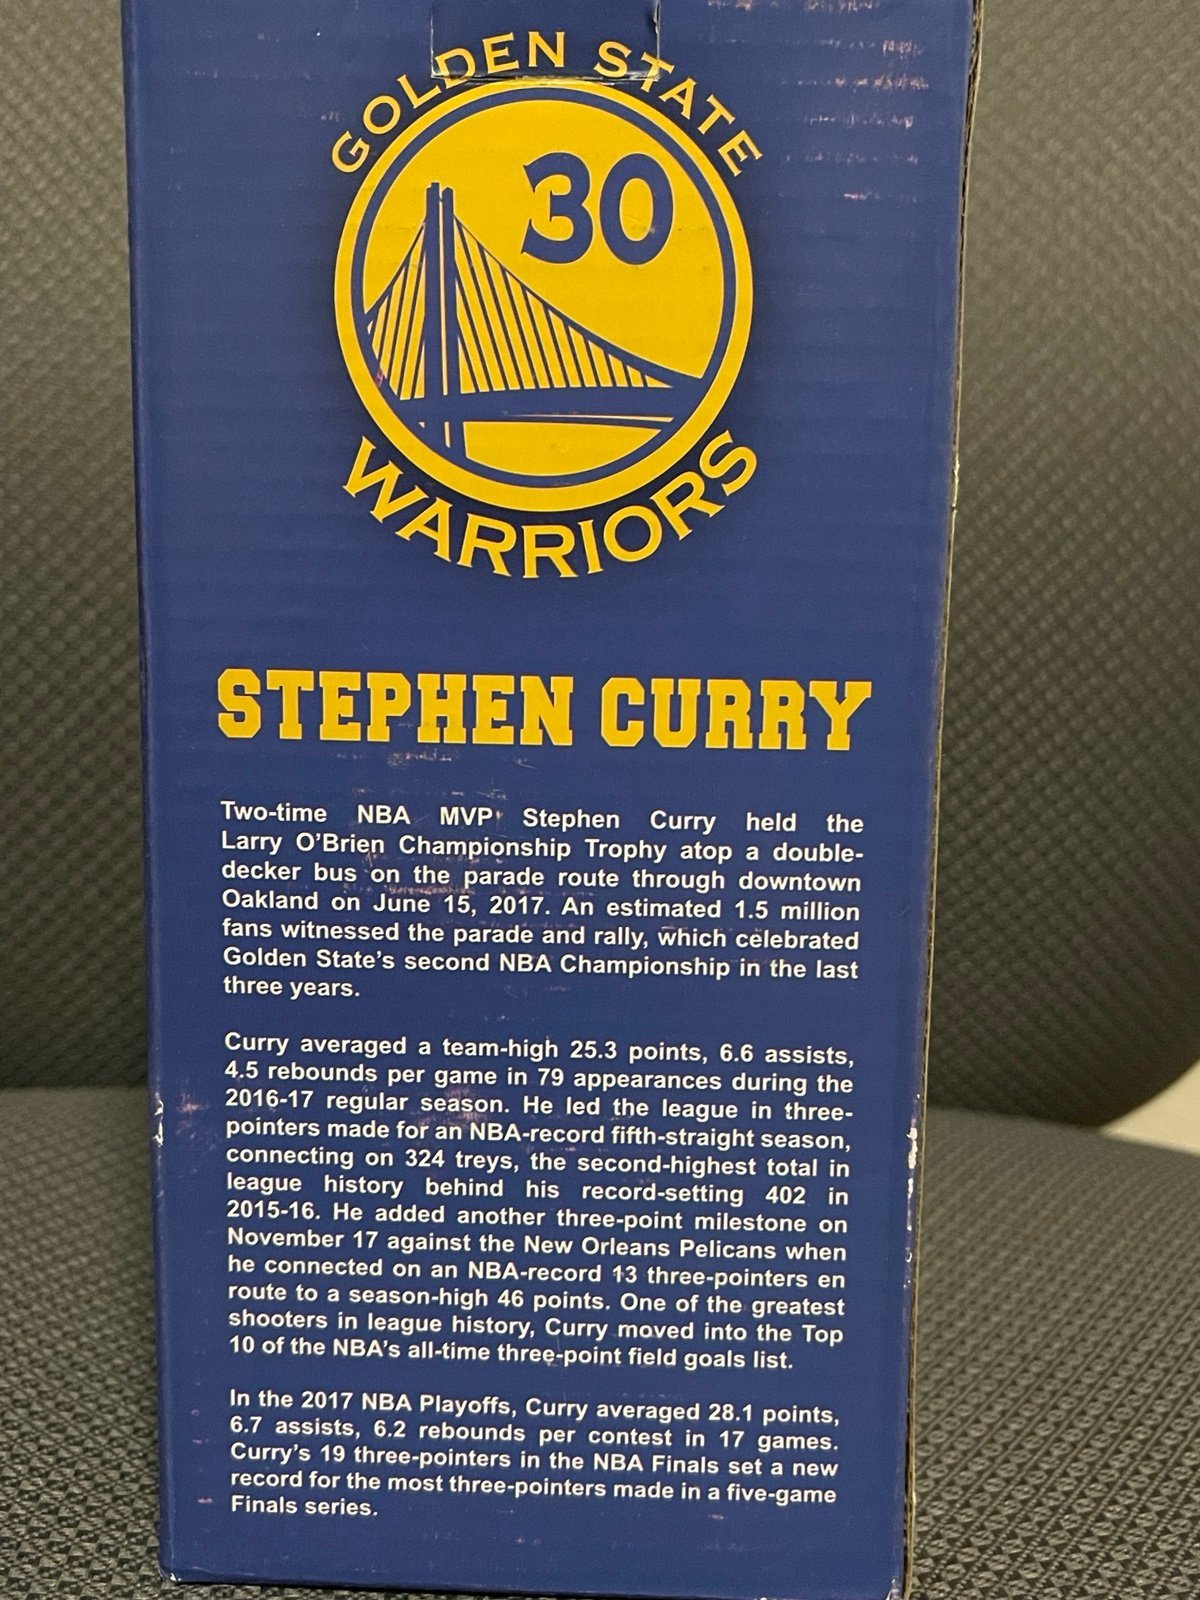 GOLDEN STATE
30
WARRIORS
STEPHEN CURRY
Two-time NBA MVP Stephen Curry held the
Larry O'Brien Championship Trophy atop a double-
decker bus on the parade route through downtown
Oakland on June 15, 2017. An estimated 1.5 million
fans witnessed the parade and rally, which celebrated
Golden State's second NBA Championship in the last
three years.
Curry averaged a team-high 25.3 points, 6.6 assists,
4.5 rebounds per game in 79 appearances during the
2016-17 regular season. He led the league in three-
pointers made for an NBA-record fifth-straight season,
connecting on 324 treys, the second-highest total in
league history behind his record-setting 402 in
2015-16. He added another three-point milestone on
November 17 against the New Orleans Pelicans when
he connected on an NBA-record 13 three-pointers en
route to a season-high 46 points. One of the greatest
shooters in league history, Curry moved into the Top
10 of the NBA's all-time three-point field goals list.
In the 2017 NBA Playoffs, Curry averaged 28.1 points,
6.7 assists, 6.2 rebounds per contest in 17 games.
Curry's 19 three-pointers in the NBA Finals set a new
record for the most three-pointers made in a five-game
Finals series.